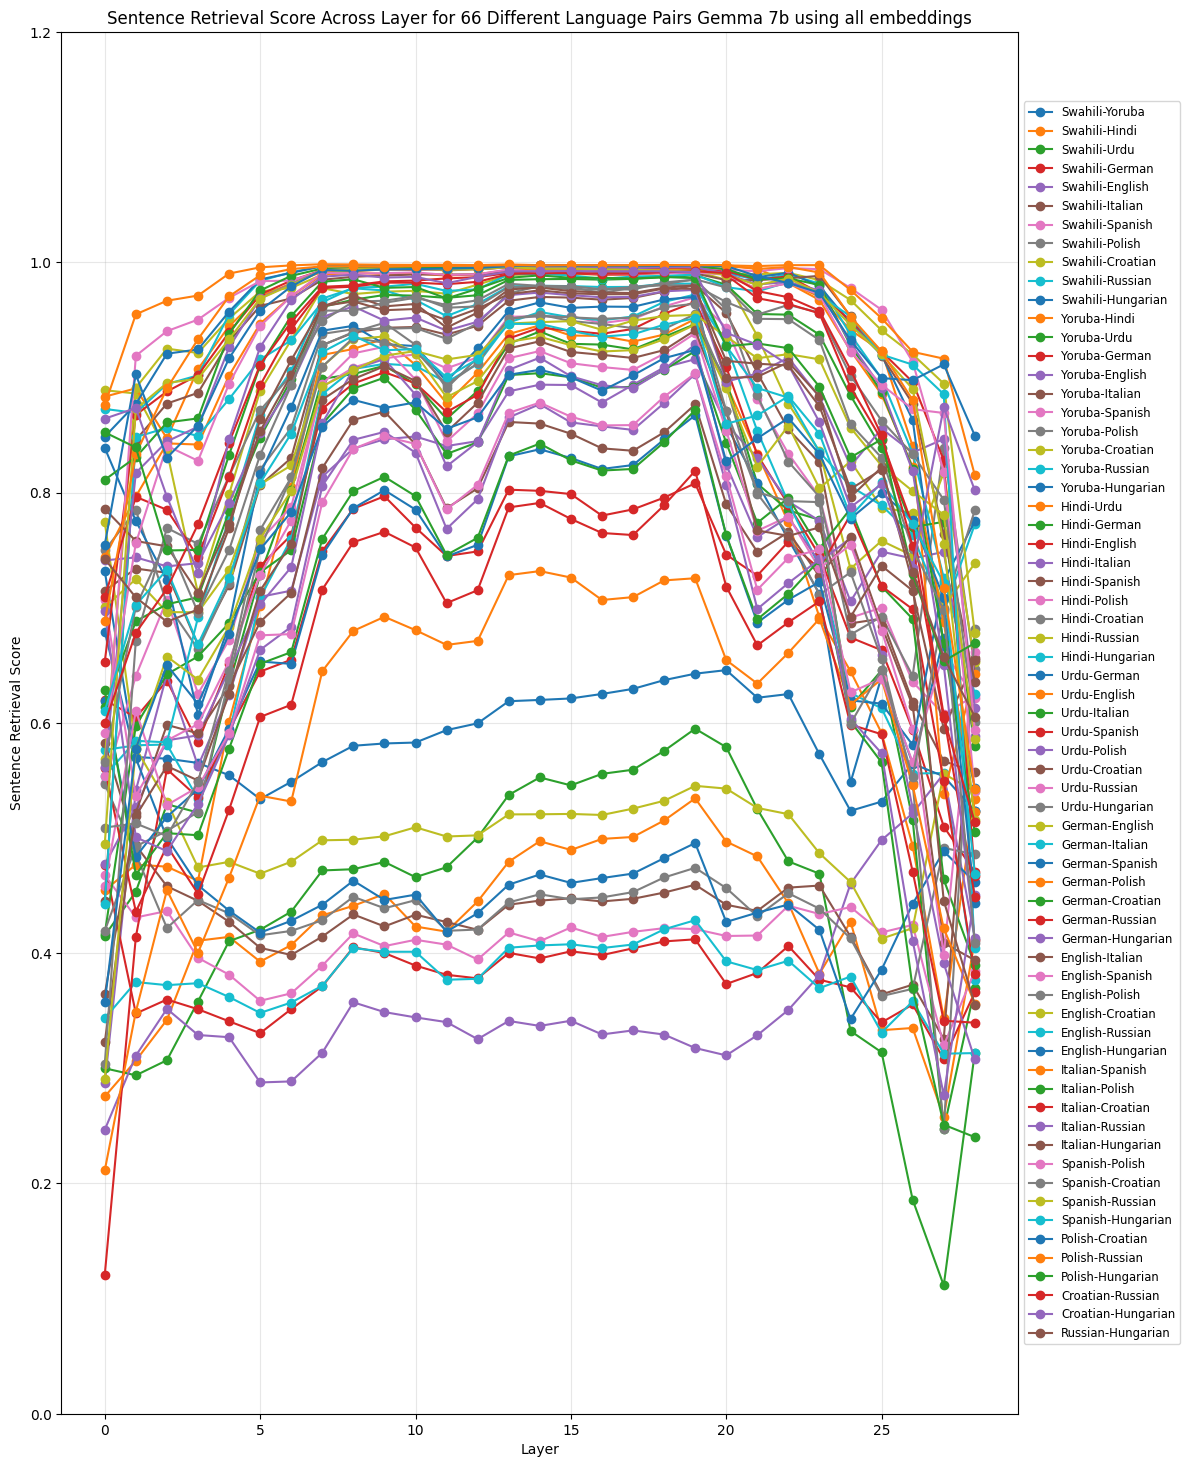 Sentence Retrieval Score Across Layer for 66 Different Language Pairs Gemma 7b using all embeddings
1.2
1.0
0.8
0.6
0.4
0.2
0.0
Sentence Retrieval Score
0
5
10
15
20
25
Layer
Swahili-Yoruba
Swahili-Hindi
Swahili-Urdu
Swahili-German
Swahili-English
Swahili-Italian
Swahili-Spanish
Swahili-Polish
Swahili-Croatian
Swahili-Russian
Swahili-Hungarian
Yoruba-Hindi
Yoruba-Urdu
Yoruba-German
Yoruba-English
Yoruba-Italian
Yoruba-Spanish
Yoruba-Polish
Yoruba-Croatian
Yoruba-Russian
Yoruba-Hungarian
Hindi-Urdu
Hindi-German
Hindi-English
Hindi-Italian
Hindi-Spanish
Hindi-Polish
Hindi-Croatian
Hindi-Russian
Hindi-Hungarian
Urdu-German
Urdu-English
Urdu-Italian
Urdu-Spanish
Urdu-Polish
Urdu-Croatian
Urdu-Russian
Urdu-Hungarian
German-English
German-Italian
German-Spanish
German-Polish
German-Croatian
German-Russian
German-Hungarian
English-Italian
English-Spanish
English-Polish
English-Croatian
English-Russian
English-Hungarian
Italian-Spanish
Italian-Polish
Italian-Croatian
Italian-Russian
Italian-Hungarian
Spanish-Polish
Spanish-Croatian
Spanish-Russian
Spanish-Hungarian
Polish-Croatian
Polish-Russian
Polish-Hungarian
Croatian-Russian
Croatian-Hungarian
Russian-Hungarian